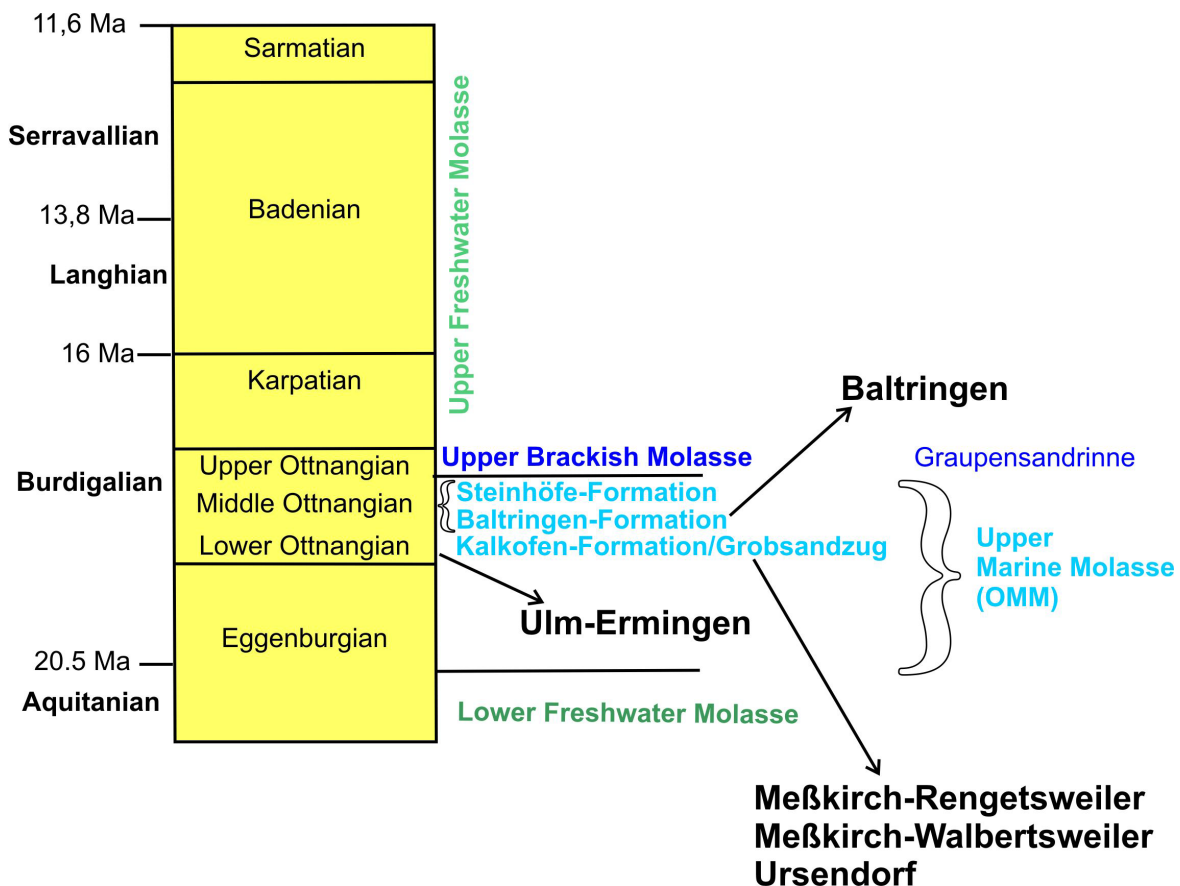 11,6 Ma
Sarmatian
Serravallian
Badenian
13,8 Ma
Langhian
Upper Freshwater Molasse
16 Ma
Karpatian
Baltringen
Upper Ottnangian
Upper Brackish Molasse
Graupensandrinne
Burdigalian
Middle Ottnangian
Steinhöfe-Formation
Baltringen-Formation
Lower Ottnangian
Kalkofen-Formation/Grobsandzug
Upper
Marine Molasse
(OMM)
Ulm-Ermingen
Eggenburgian
20.5 Ma
Aquitanian
Lower Freshwater Molasse
Meßkirch-Rengetsweiler
Meßkirch-Walbertsweiler
Ursendorf